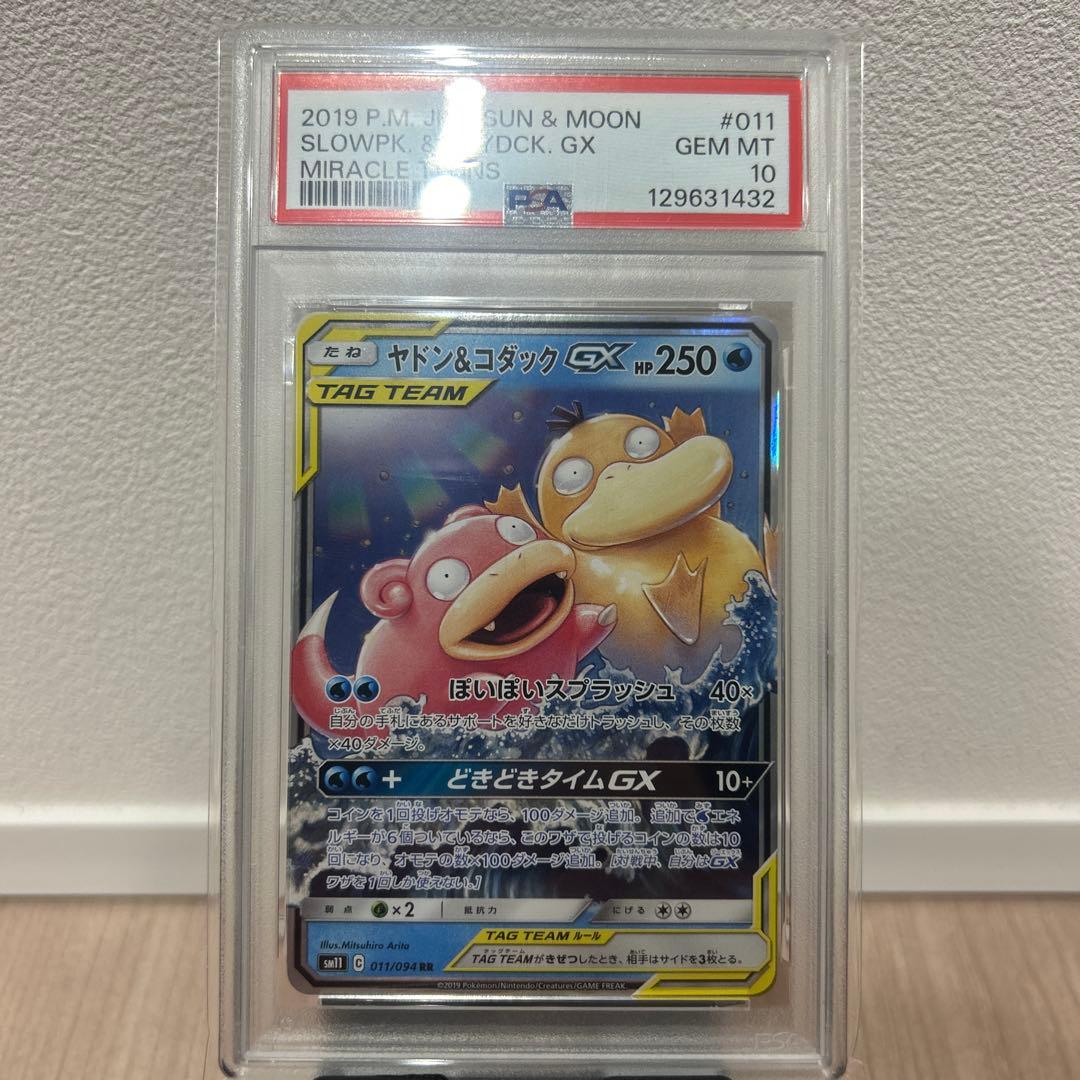 2019 P.M. SUN & MOON #011
SLOWPK. & GX GEM MT
MIRACLE 10
PSA 129631432
たね ヤドン&コダックGX HP250
TAG TEAM
ぽいぽいスプラッシュ 40×
自分の手札にあるサポートを好きなだけトラッシュし、その枚数
×40ダメージ。
+ どきどきタイムGX 10+
コインを1回投げオモテなら、100ダメージ追加。追加で エネ
ルギーが6個ついているなら、このワザで投げるコインの数は10
回になり、オモテの数×100ダメージ追加。[対戦中、自分はGX
ワザを1回しか使えない。]
弱点 ×2 抵抗力 にげる
Illus.Mitsuhiro Arita
TAG TEAM ルール
TAG TEAMがきぜつしたとき、相手はサイドを3枚とる。
SM11 C 011/094 RR
©2019 Pokémon/Nintendo/Creatures/GAME FREAK.
PSA